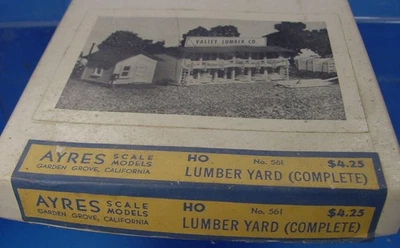 VALLEY LUMBER CO.
AYRES SCALE MODELS
GARDEN GROVE, CALIFORNIA
HO No. 561 $4.25
LUMBER YARD (COMPLETE)
AYRES SCALE MODELS
GARDEN GROVE, CALIFORNIA
HO No. 561 $4.25
LUMBER YARD (COMPLETE)